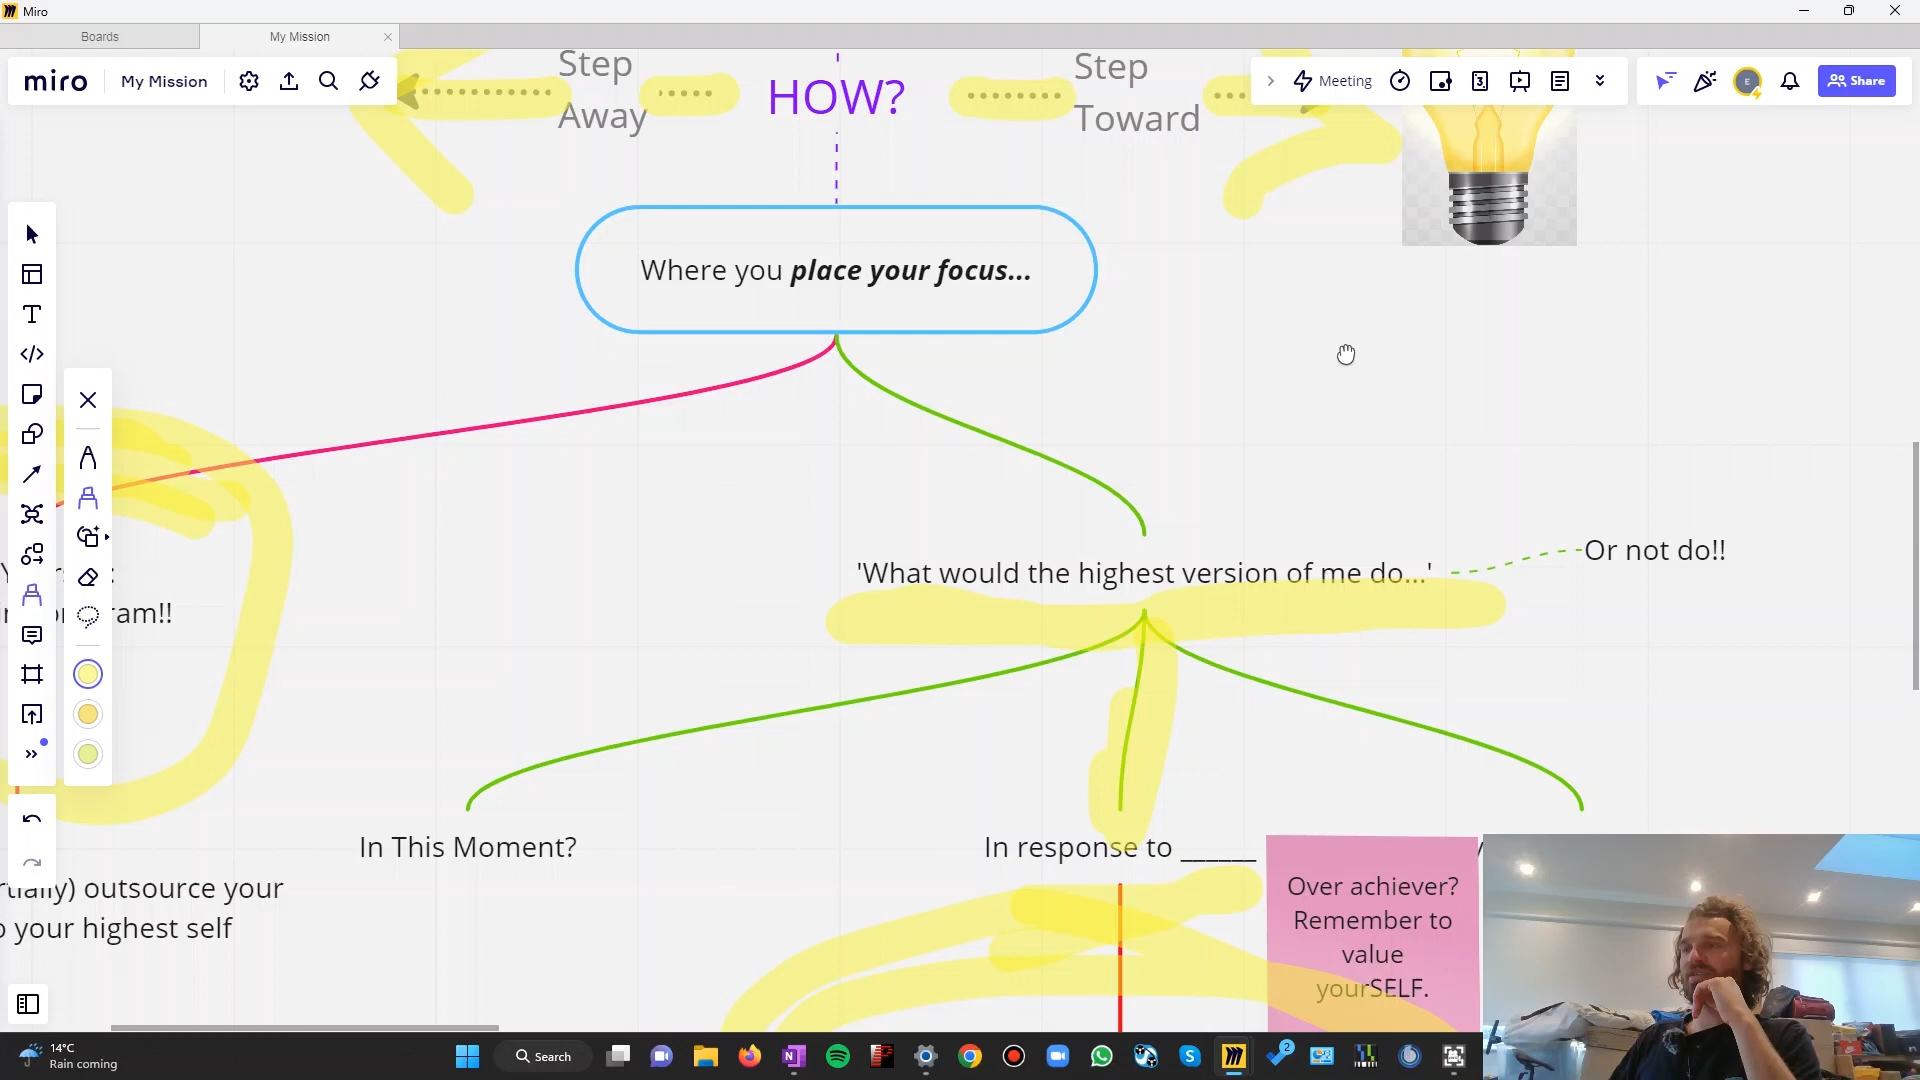 Miro
Boards
My Mission
miro
My Mission
Step
Away
HOW?
Step
Toward
Meeting
3
E
Share
Where you place your focus...
'What would the highest version of me do...'
Or not do!!
In This Moment?
In response to ______
Over achiever?
Remember to
value
yourSELF.
outsource your
your highest self
14°C
Rain coming
Search
2